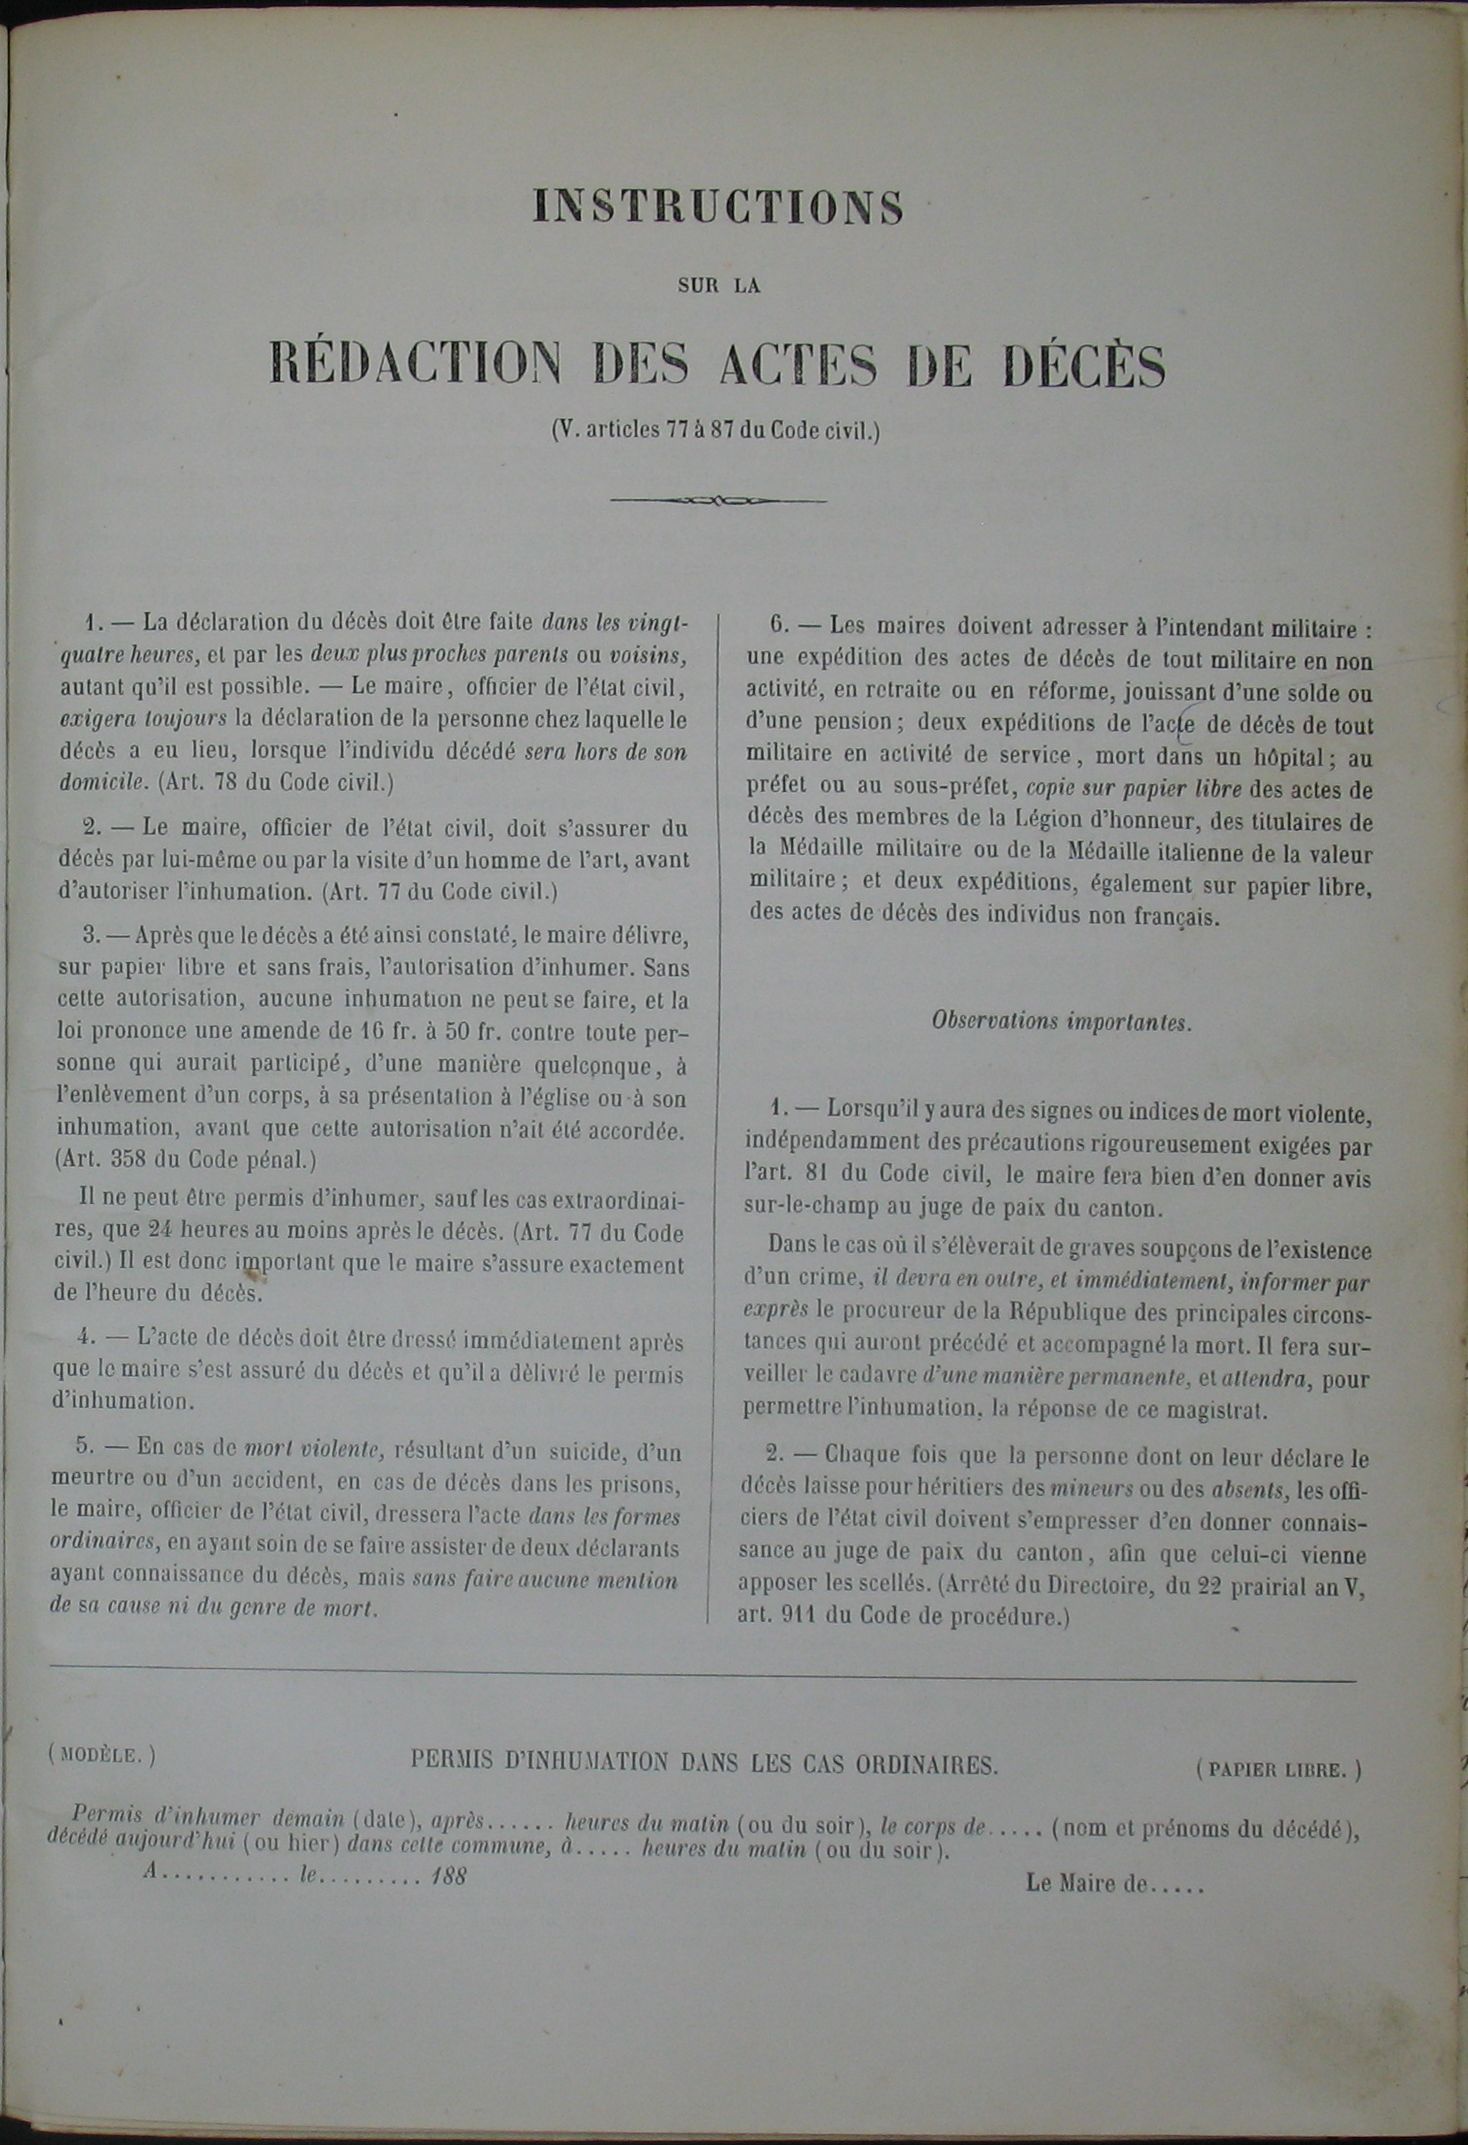 INSTRUCTIONS
SUR LA
RÉDACTION DES ACTES DE DÉCÈS
(V. articles 77 à 87 du Code civil.)
1. — La déclaration du décès doit être faite dans les vingt-
quatre heures, et par les deux plus proches parents ou voisins,
autant qu'il est possible. — Le maire, officier de l'état civil,
exigera toujours la déclaration de la personne chez laquelle le
décès a eu lieu, lorsque l'individu décédé sera hors de son
domicile. (Art. 78 du Code civil.)
2. — Le maire, officier de l'état civil, doit s'assurer du
décès par lui-même ou par la visite d'un homme de l'art, avant
d'autoriser l'inhumation. (Art. 77 du Code civil.)
3. — Après que le décès a été ainsi constaté, le maire délivre,
sur papier libre et sans frais, l'autorisation d'inhumer. Sans
cette autorisation, aucune inhumation ne peut se faire, et la
loi prononce une amende de 16 fr. à 50 fr. contre toute per-
sonne qui aurait participé, d'une manière quelconque, à
l'enlèvement d'un corps, à sa présentation à l'église ou à son
inhumation, avant que cette autorisation n'ait été accordée.
(Art. 358 du Code pénal.)
Il ne peut être permis d'inhumer, sauf les cas extraordinai-
res, que 24 heures au moins après le décès. (Art. 77 du Code
civil.) Il est donc important que le maire s'assure exactement
de l'heure du décès.
4. — L'acte de décès doit être dressé immédiatement après
que le maire s'est assuré du décès et qu'il a dèlivré le permis
d'inhumation.
5. — En cas de mort violente, résultant d'un suicide, d'un
meurtre ou d'un accident, en cas de décès dans les prisons,
le maire, officier de l'état civil, dressera l'acte dans les formes
ordinaires, en ayant soin de se faire assister de deux déclarants
ayant connaissance du décès, mais sans faire aucune mention
de sa cause ni du genre de mort.
6. — Les maires doivent adresser à l'intendant militaire :
une expédition des actes de décès de tout militaire en non
activité, en retraite ou en réforme, jouissant d'une solde ou
d'une pension ; deux expéditions de l'acte de décès de tout
militaire en activité de service, mort dans un hôpital ; au
préfet ou au sous-préfet, copie sur papier libre des actes de
décès des membres de la Légion d'honneur, des titulaires de
la Médaille militaire ou de la Médaille italienne de la valeur
militaire ; et deux expéditions, également sur papier libre,
des actes de décès des individus non français.
Observations importantes.
1. — Lorsqu'il y aura des signes ou indices de mort violente,
indépendamment des précautions rigoureusement exigées par
l'art. 81 du Code civil, le maire fera bien d'en donner avis
sur-le-champ au juge de paix du canton.
Dans le cas où il s'élèverait de graves soupçons de l'existence
d'un crime, il devra en outre, et immédiatement, informer par
exprès le procureur de la République des principales circons-
tances qui auront précédé et accompagné la mort. Il fera sur-
veiller le cadavre d'une manière permanente, et attendra, pour
permettre l'inhumation, la réponse de ce magistrat.
2. — Chaque fois que la personne dont on leur déclare le
décès laisse pour héritiers des mineurs ou des absents, les offi-
ciers de l'état civil doivent s'empresser d'en donner connais-
sance au juge de paix du canton, afin que celui-ci vienne
apposer les scellés. (Arrêté du Directoire, du 22 prairial an V,
art. 911 du Code de procédure.)
(MODÈLE.) PERMIS D'INHUMATION DANS LES CAS ORDINAIRES. (PAPIER LIBRE.)
Permis d'inhumer demain (date), après...... heures du matin (ou du soir), le corps de..... (nom et prénoms du décédé),
décédé aujourd'hui (ou hier) dans cette commune, à..... heures du matin (ou du soir).
A........... le......... 188
Le Maire de.....